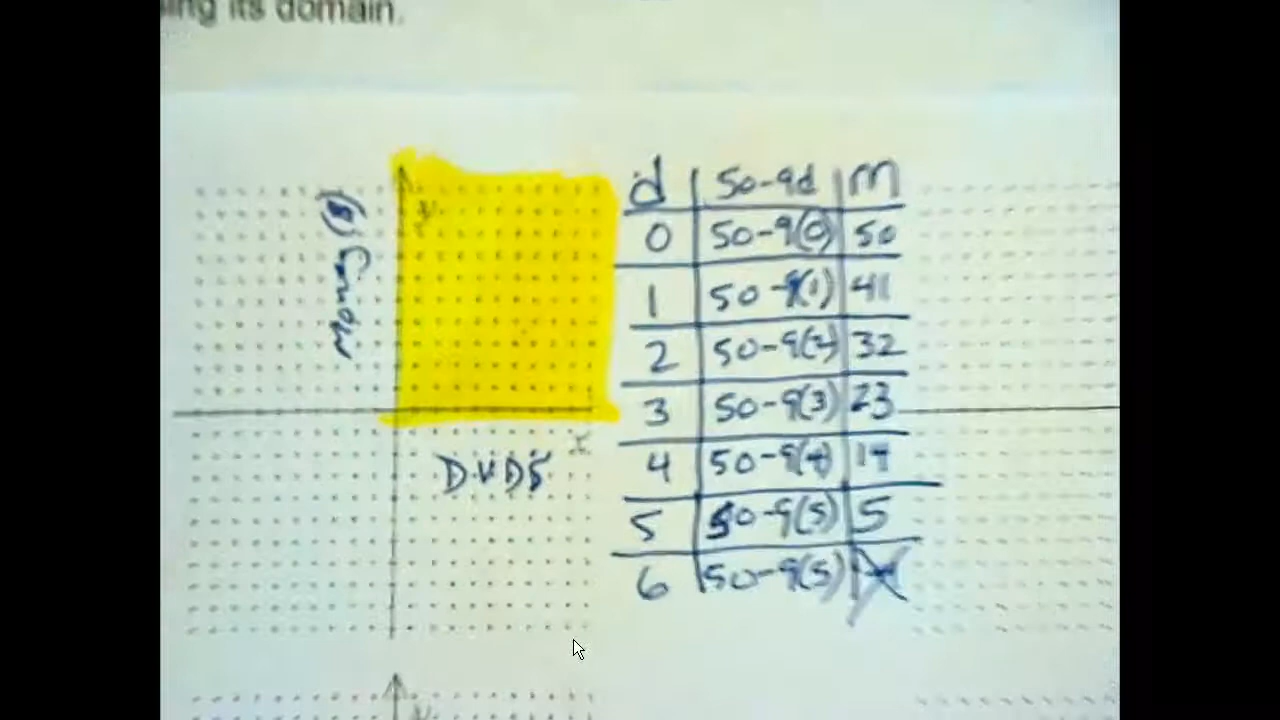 ing its domain.
y
($) money
x
DVDs
d 50-9d m
0 50-9(0) 50
1 50-9(1) 41
2 50-9(2) 32
3 50-9(3) 23
4 50-9(4) 14
5 50-9(5) 5
6 50-9(5)